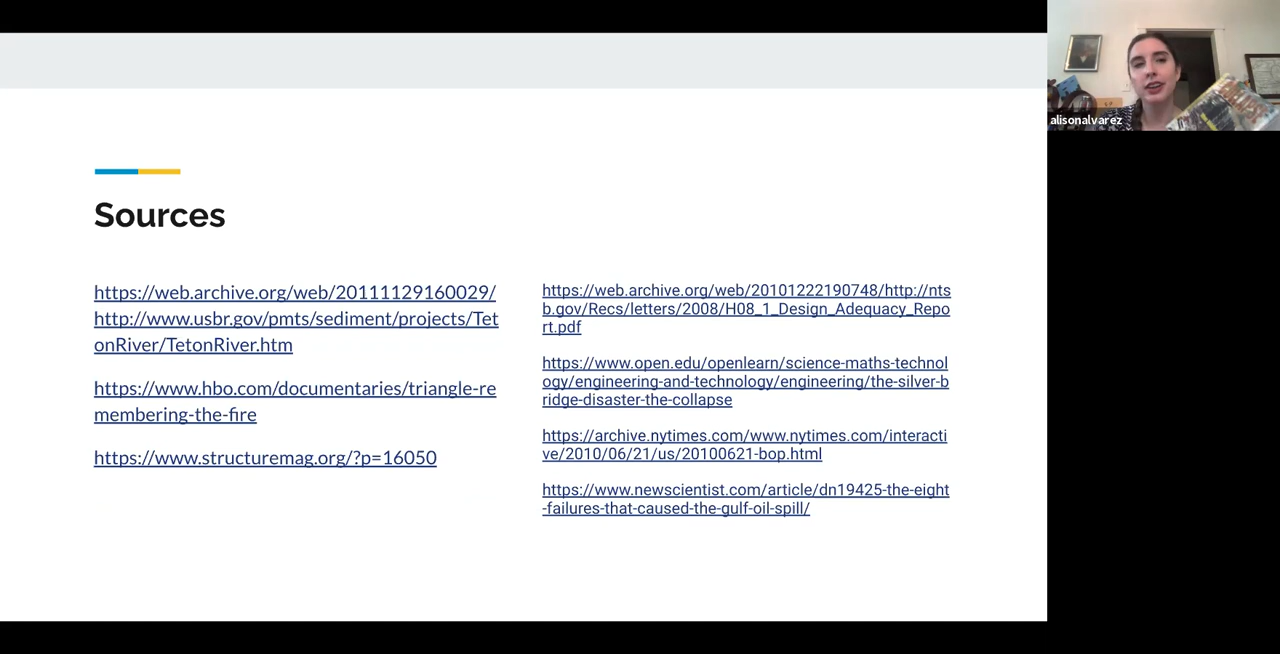 alisonalvarez
Sources
https://web.archive.org/web/20111129160029/
http://www.usbr.gov/pmts/sediment/projects/Tet
onRiver/TetonRiver.htm
https://www.hbo.com/documentaries/triangle-re
membering-the-fire
https://www.structuremag.org/?p=16050
https://web.archive.org/web/20101222190748/http://nts
b.gov/Recs/letters/2008/H08_1_Design_Adequacy_Repo
rt.pdf
https://www.open.edu/openlearn/science-maths-technol
ogy/engineering-and-technology/engineering/the-silver-b
ridge-disaster-the-collapse
https://archive.nytimes.com/www.nytimes.com/interacti
ve/2010/06/21/us/20100621-bop.html
https://www.newscientist.com/article/dn19425-the-eight
-failures-that-caused-the-gulf-oil-spill/